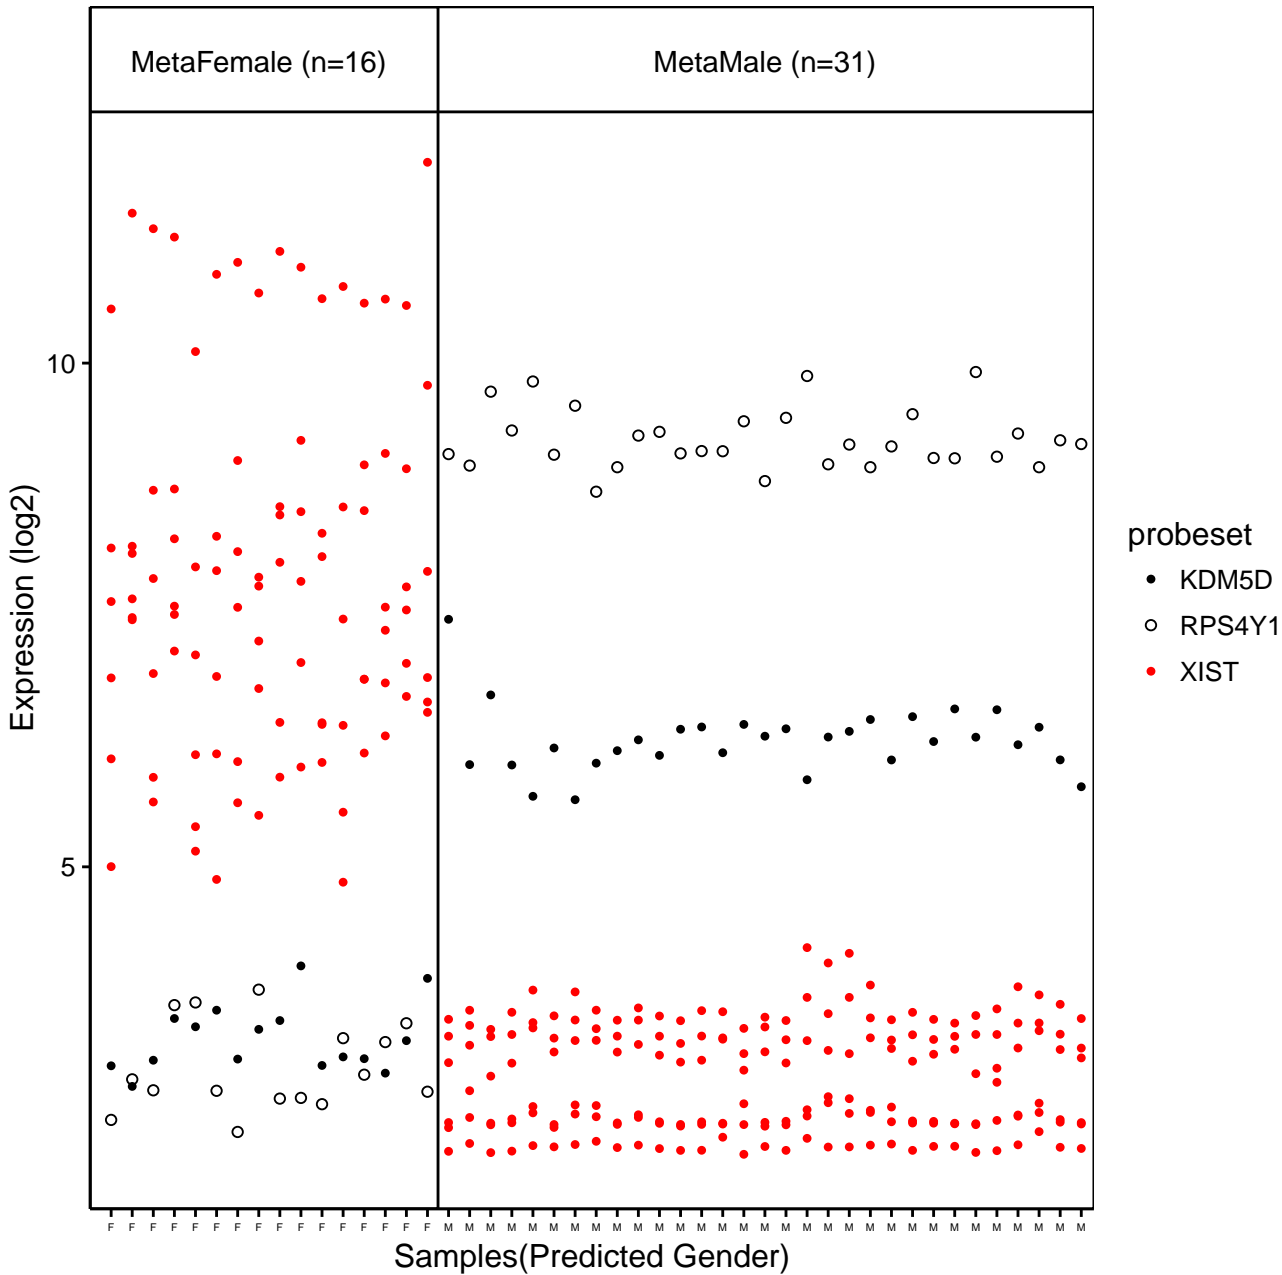 MetaFemale (n=16)
MetaMale (n=31)
10
5
Expression (log2)
F F F F F F F F F F F F F F F F M M M M M M M M M M M M M M M M M M M M M M M M M M M M M M M
Samples(Predicted Gender)
probeset
KDM5D
RPS4Y1
XIST